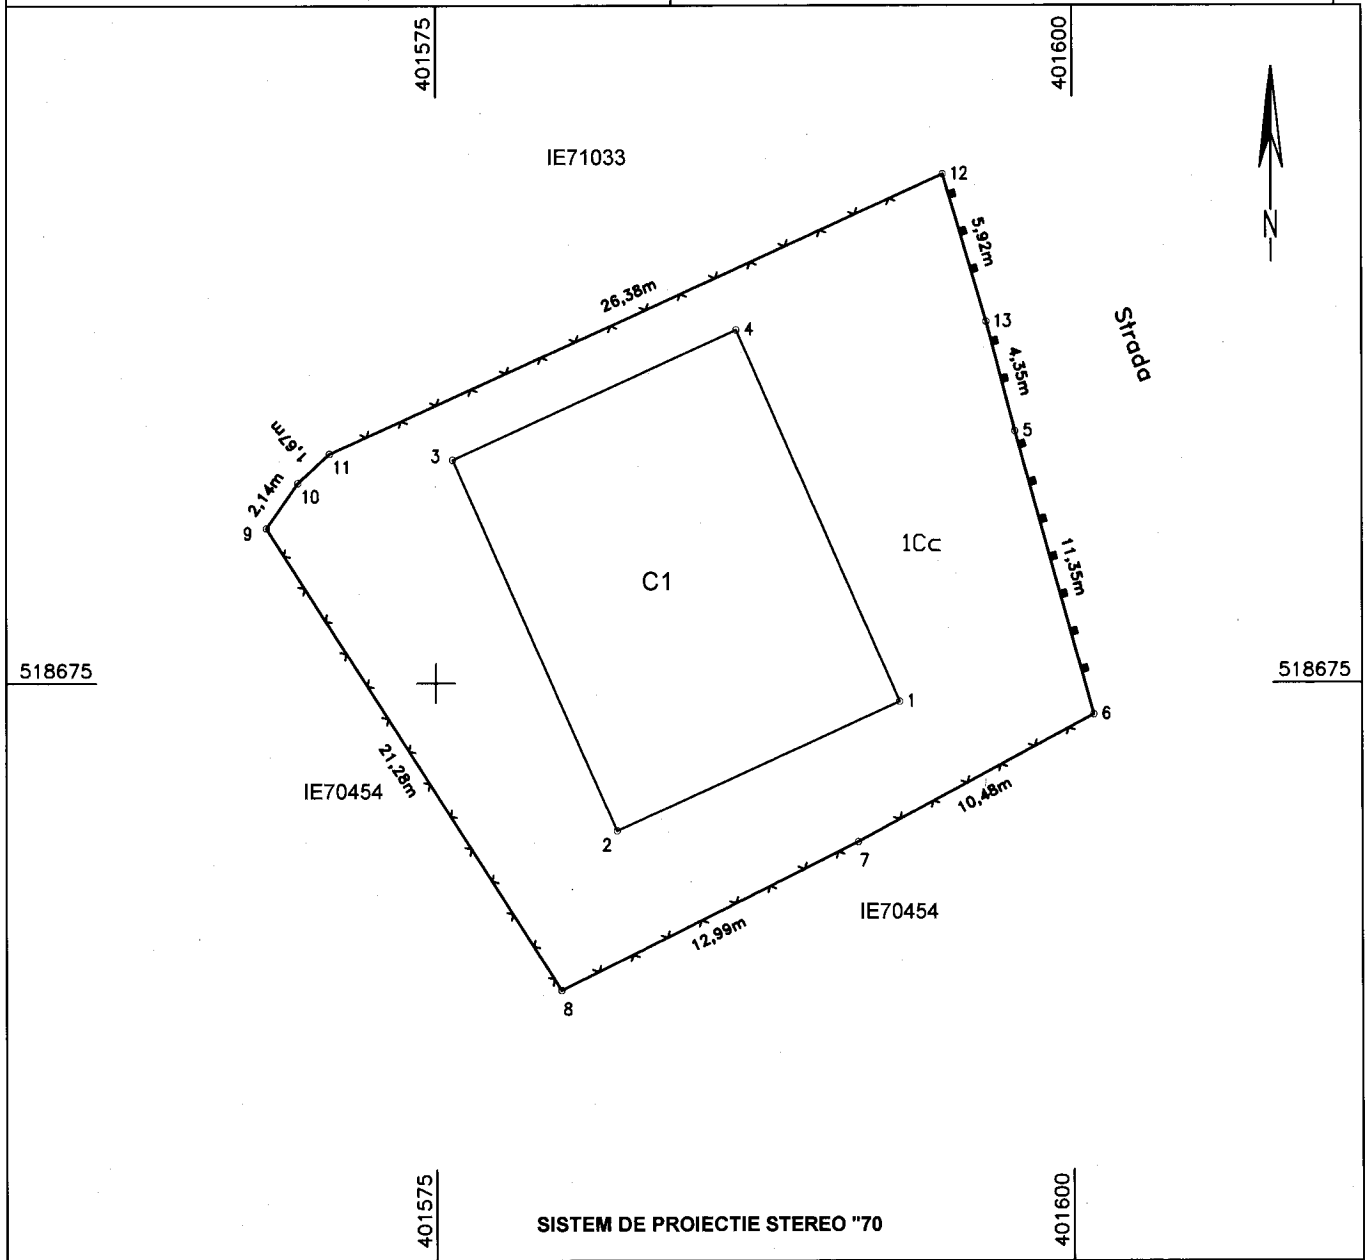 401575
401600
IE71033
12
5,92m
N
26,38m
13
Strada
4
4,35m
5
1,67m
11
3
10
2,14m
9
1Cc
11,35m
C1
518675
518675
1
6
21,28m
IE70454
10,48m
2
7
IE70454
12,99m
8
401575
401600
SISTEM DE PROIECTIE STEREO "70